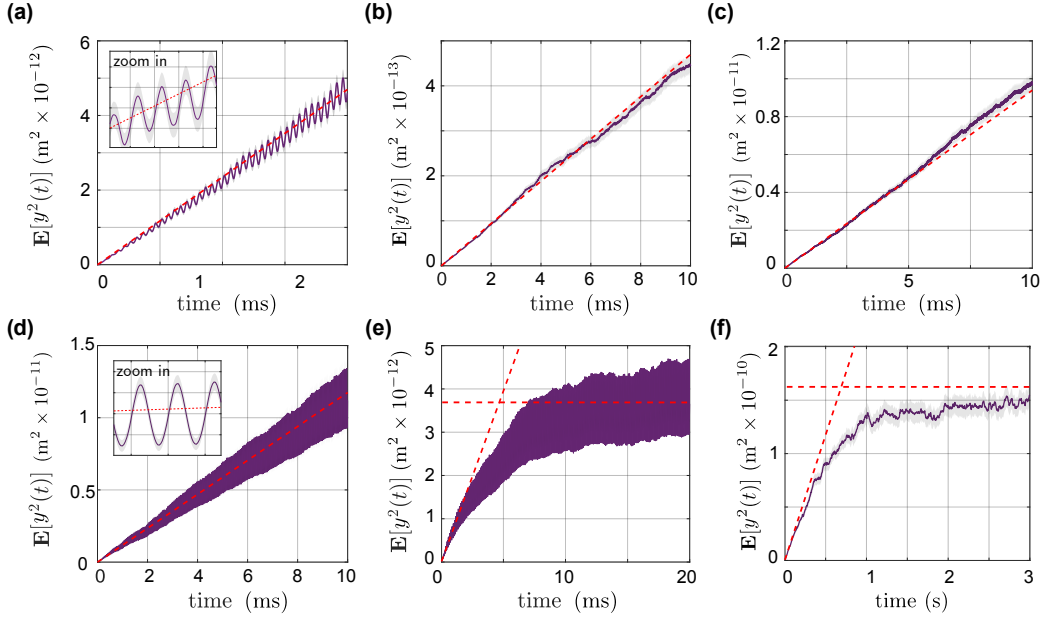 (a)
E[y²(t)] (m² × 10⁻¹²)
6
4
2
0
zoom in
0
1
2
time (ms)
(b)
E[y²(t)] (m² × 10⁻¹³)
4
2
0
0
2
4
6
8
10
time (ms)
(c)
E[y²(t)] (m² × 10⁻¹¹)
1.2
0.8
0.4
0
0
5
10
time (ms)
(d)
E[y²(t)] (m² × 10⁻¹¹)
1.5
1
0.5
0
zoom in
0
2
4
6
8
10
time (ms)
(e)
E[y²(t)] (m² × 10⁻¹²)
5
4
3
2
1
0
0
5
10
15
20
time (ms)
(f)
E[y²(t)] (m² × 10⁻¹⁰)
2
1
0
0
1
2
3
time (s)